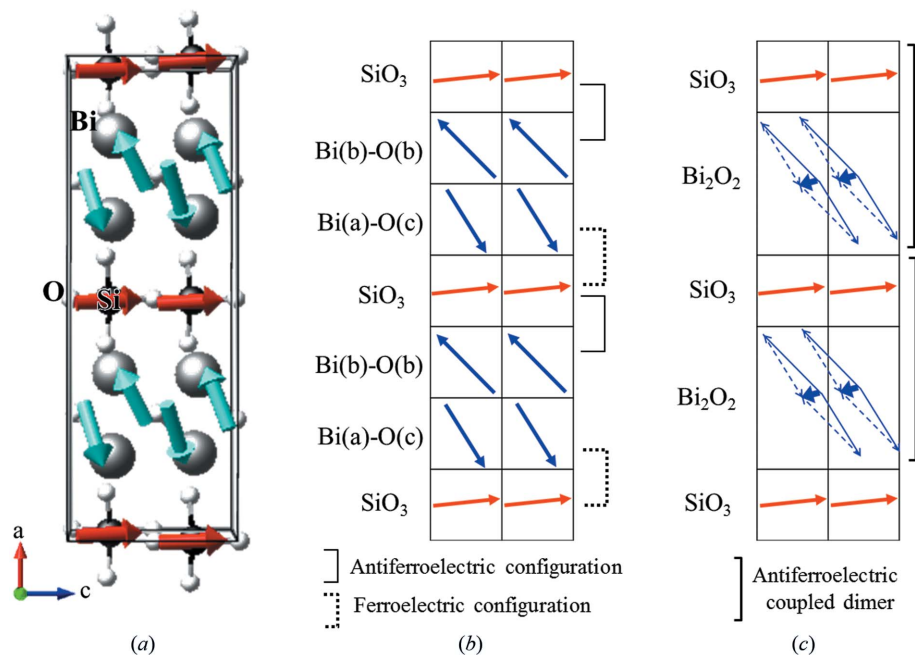 Bi
O
Si
a
c
(a)
SiO₃
Bi(b)-O(b)
Bi(a)-O(c)
SiO₃
Bi(b)-O(b)
Bi(a)-O(c)
SiO₃
Antiferroelectric configuration
Ferroelectric configuration
(b)
SiO₃
Bi₂O₂
SiO₃
Bi₂O₂
SiO₃
Antiferroelectric
coupled dimer
(c)